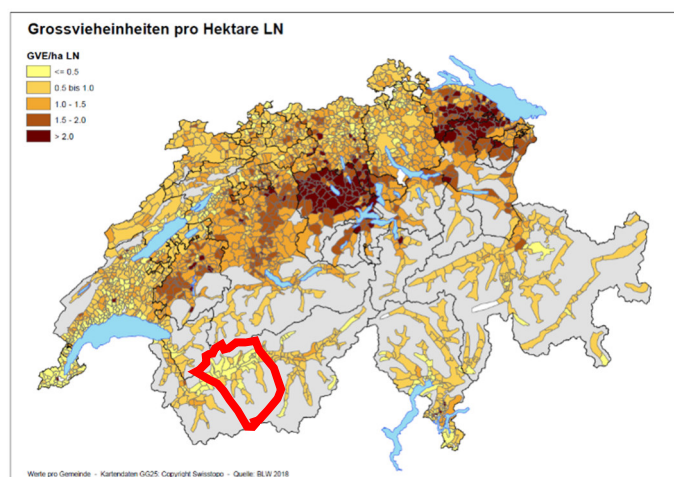 Grossvieheinheiten pro Hektare LN
GVE/ha LN
<= 0.5
0.5 bis 1.0
1.0 - 1.5
1.5 - 2.0
> 2.0
Werte pro Gemeinde - Kartendaten GG25: Copyright Swisstopo - Quelle: BLW 2018